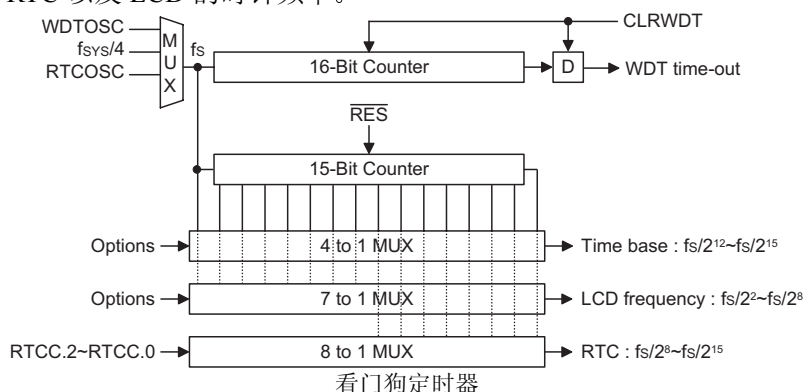 RTC 以及 LCD 的时钟频率。
WDTOSC
fSYS/4
RTCOSC
MUX
fS
16-Bit Counter
CLRWDT
D
WDT time-out
RES
15-Bit Counter
Options
4 to 1 MUX
Time base : fS/2¹²~fS/2¹⁵
Options
7 to 1 MUX
LCD frequency : fS/2²~fS/2⁸
RTCC.2~RTCC.0
8 to 1 MUX
RTC : fS/2⁸~fS/2¹⁵
看门狗定时器